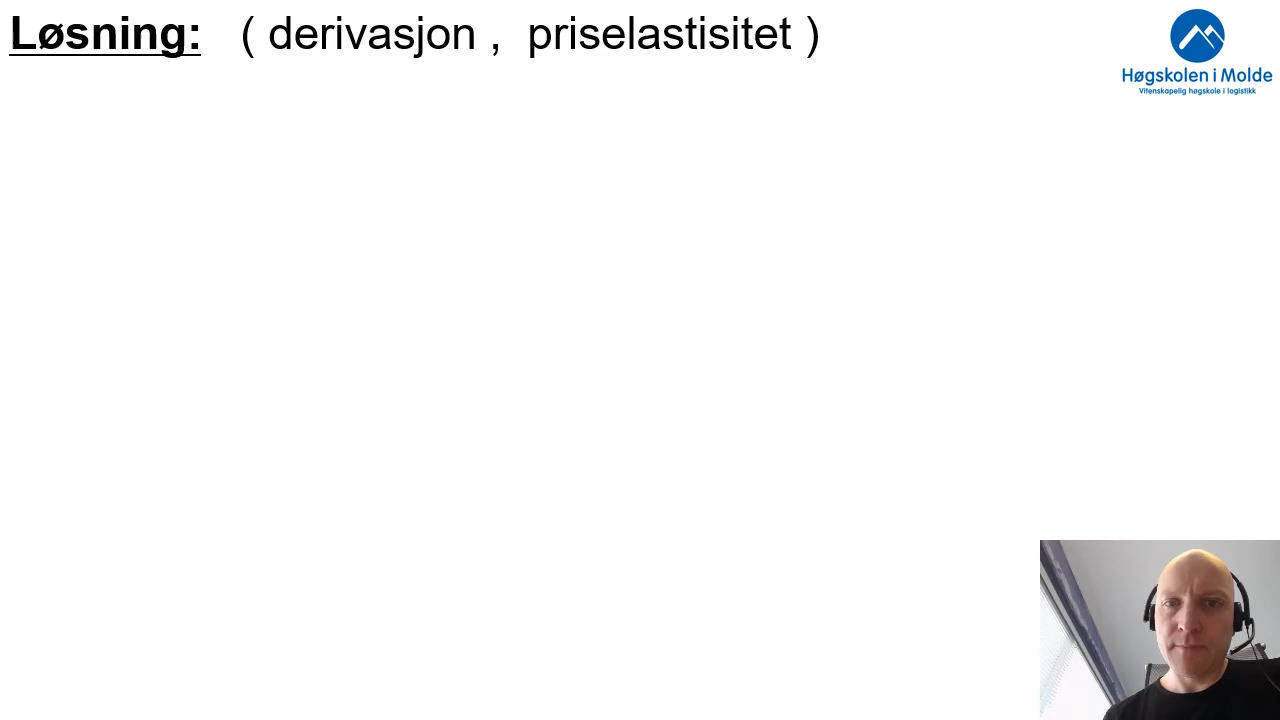 Løsning: ( derivasjon , priselastisitet )
Høgskolen i Molde
Vitenskapelig høgskole i logistikk